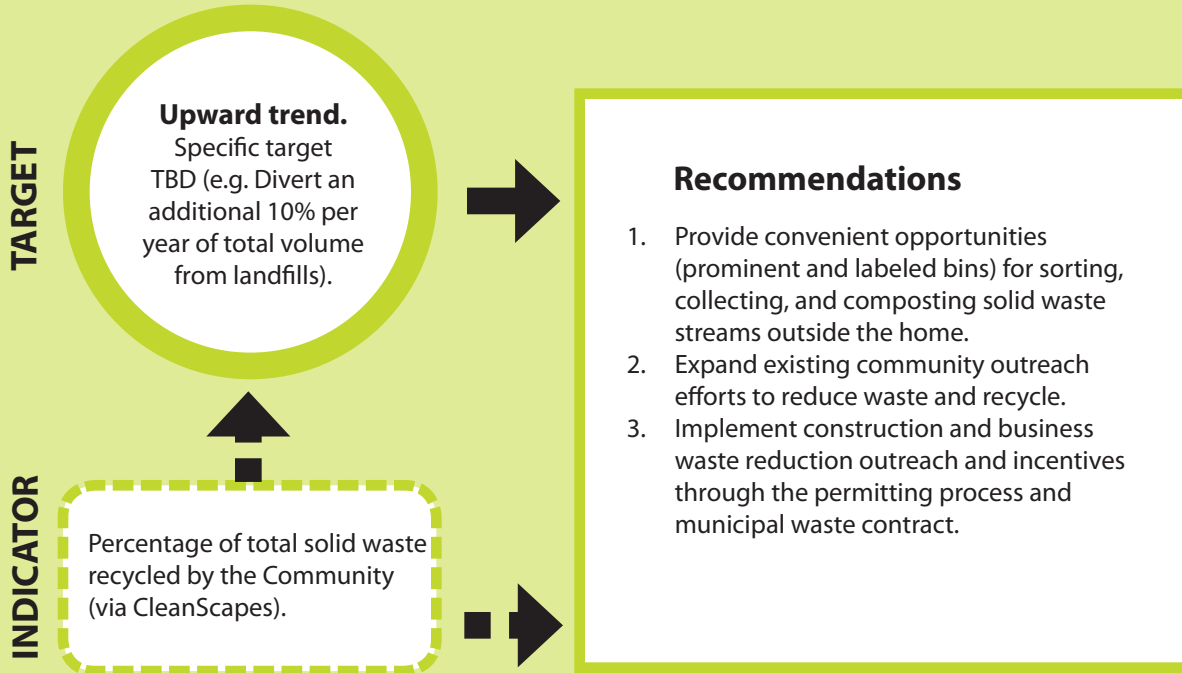 TARGET
Upward trend.
Specific target
TBD (e.g. Divert an
additional 10% per
year of total volume
from landfills).
INDICATOR
Percentage of total solid waste
recycled by the Community
(via CleanScapes).
Recommendations
1. Provide convenient opportunities
(prominent and labeled bins) for sorting,
collecting, and composting solid waste
streams outside the home.
2. Expand existing community outreach
efforts to reduce waste and recycle.
3. Implement construction and business
waste reduction outreach and incentives
through the permitting process and
municipal waste contract.